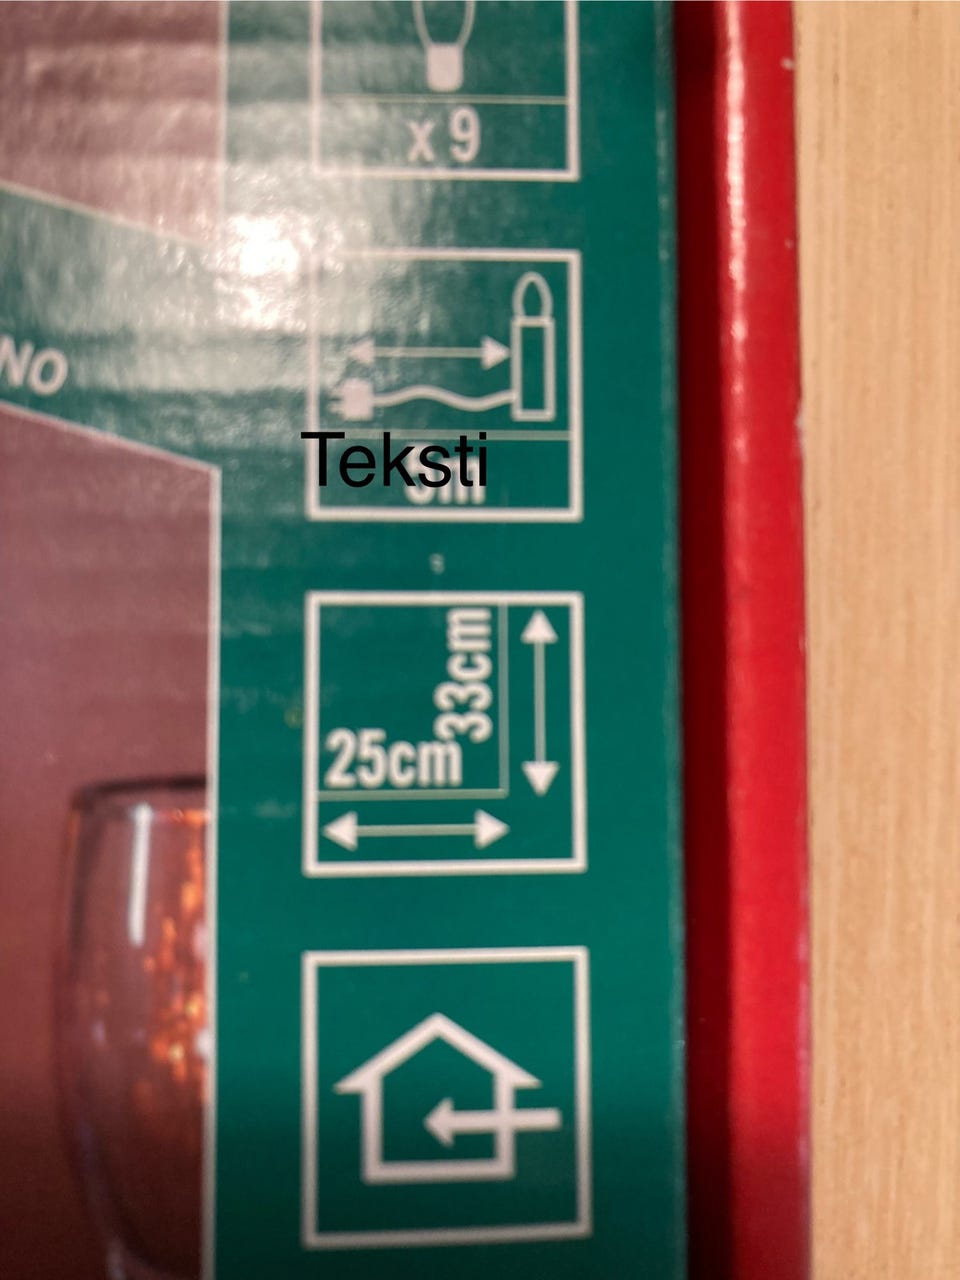 x 9
NO
Teksti
33cm
25cm